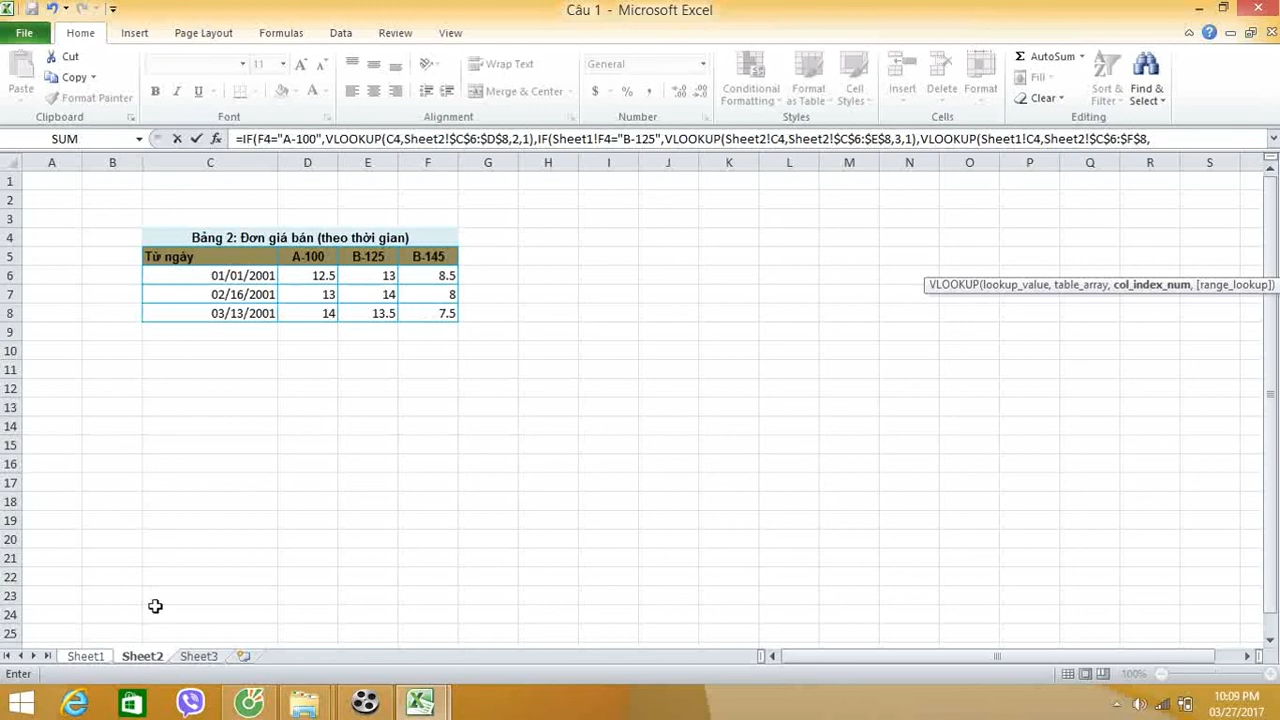 Câu 1 - Microsoft Excel
File Home Insert Page Layout Formulas Data Review View
Cut
Copy
Format Painter
Paste
Clipboard
11
Font
Wrap Text
Merge & Center
Alignment
General
Number
Conditional Formatting
Format as Table
Cell Styles
Styles
Insert Delete Format
Cells
AutoSum
Fill
Clear
Sort & Filter
Find & Select
Editing
SUM
=IF(F4="A-100",VLOOKUP(C4,Sheet2!$C$6:$D$8,2,1),IF(Sheet1!F4="B-125",VLOOKUP(Sheet2!C4,Sheet2!$C$6:$E$8,3,1),VLOOKUP(Sheet1!C4,Sheet2!$C$6:$F$8,
A B C D E F G H I J K L M N O P Q R S
1
2
3
4 Bảng 2: Đơn giá bán (theo thời gian)
5 Từ ngày A-100 B-125 B-145
6 01/01/2001 12.5 13 8.5
VLOOKUP(lookup_value, table_array, col_index_num, [range_lookup])
7 02/16/2001 13 14 8
8 03/13/2001 14 13.5 7.5
9
10
11
12
13
14
15
16
17
18
19
20
21
22
23
24
25
Sheet1 Sheet2 Sheet3
Enter
100%
10:09 PM
03/27/2017